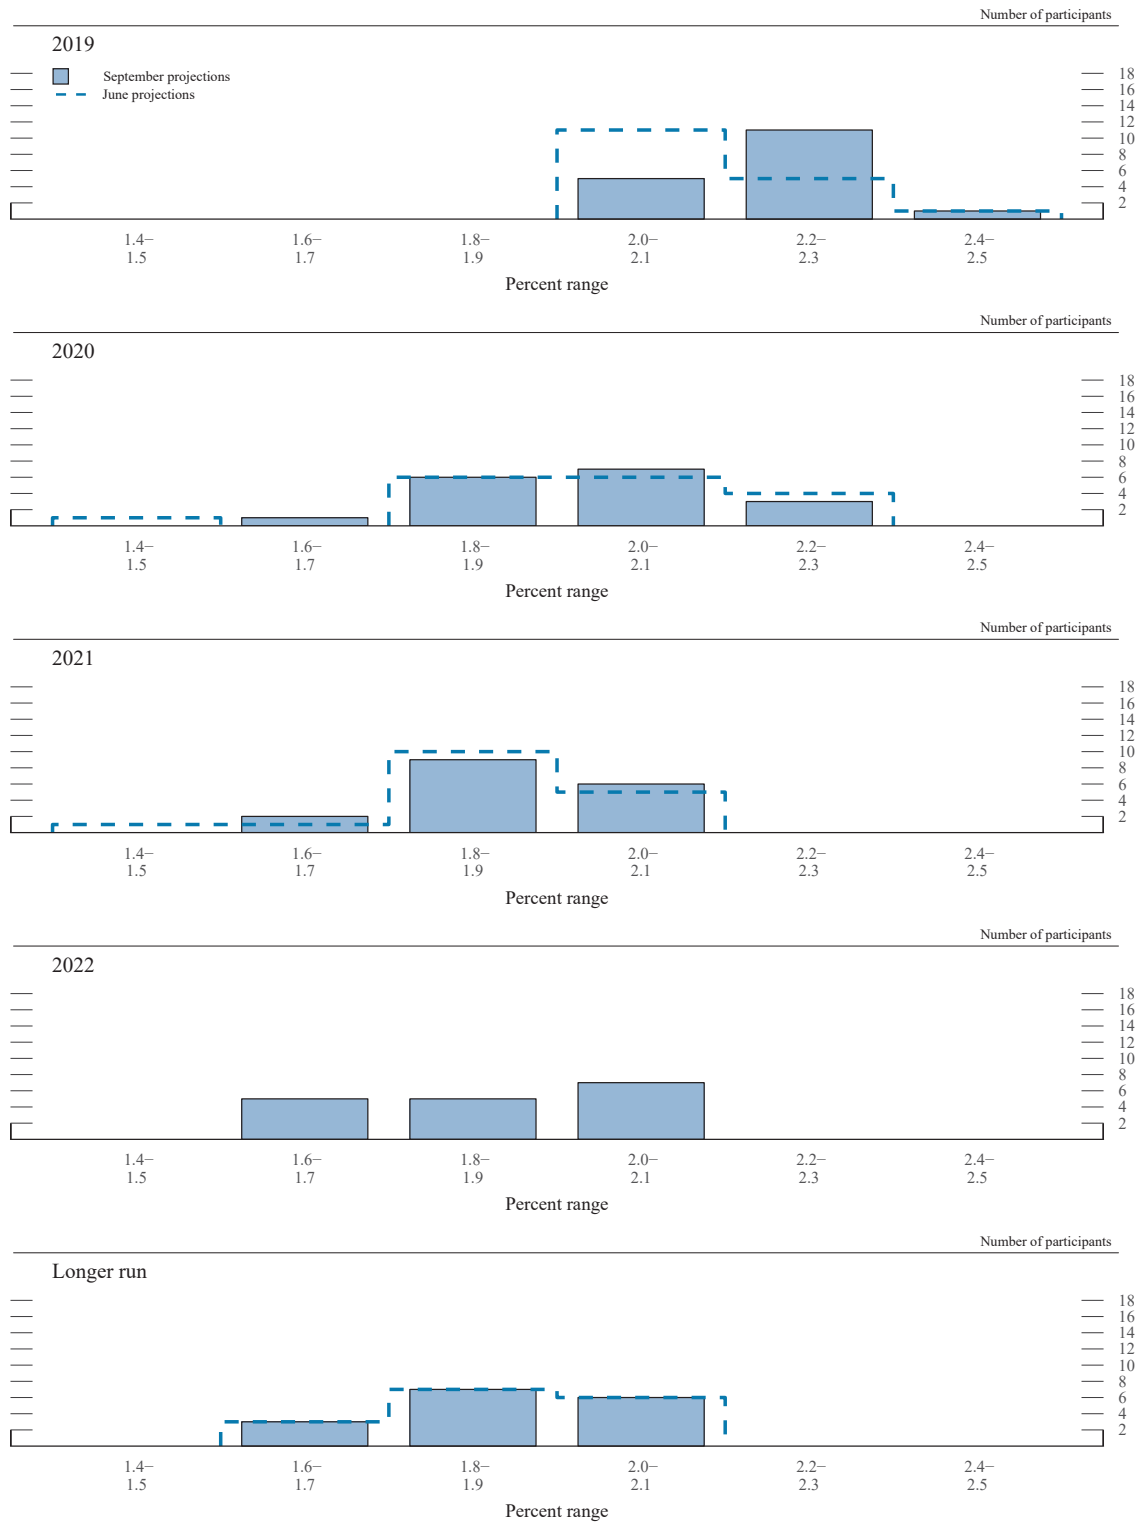 Number of participants
2019
September projections
June projections
18
16
14
12
10
8
6
4
2
1.4− 1.6− 1.8− 2.0− 2.2− 2.4−
1.5 1.7 1.9 2.1 2.3 2.5
Percent range
Number of participants
2020
18
16
14
12
10
8
6
4
2
1.4− 1.6− 1.8− 2.0− 2.2− 2.4−
1.5 1.7 1.9 2.1 2.3 2.5
Percent range
Number of participants
2021
18
16
14
12
10
8
6
4
2
1.4− 1.6− 1.8− 2.0− 2.2− 2.4−
1.5 1.7 1.9 2.1 2.3 2.5
Percent range
Number of participants
2022
18
16
14
12
10
8
6
4
2
1.4− 1.6− 1.8− 2.0− 2.2− 2.4−
1.5 1.7 1.9 2.1 2.3 2.5
Percent range
Number of participants
Longer run
18
16
14
12
10
8
6
4
2
1.4− 1.6− 1.8− 2.0− 2.2− 2.4−
1.5 1.7 1.9 2.1 2.3 2.5
Percent range